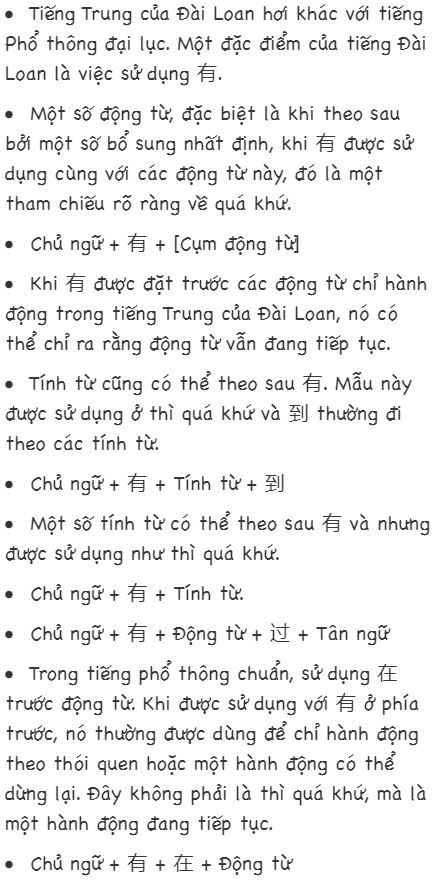 • Tiếng Trung của Đài Loan hơi khác với tiếng
Phổ thông đại lục. Một đặc điểm của tiếng Đài
Loan là việc sử dụng 有.
• Một số động từ, đặc biệt là khi theo sau
bởi một số bổ sung nhất định, khi 有 được sử
dụng cùng với các động từ này, đó là một
tham chiếu rõ ràng về quá khứ.
• Chủ ngữ + 有 + [Cụm động từ]
• Khi 有 được đặt trước các động từ chỉ hành
động trong tiếng Trung của Đài Loan, nó có
thể chỉ ra rằng động từ vẫn đang tiếp tục.
• Tính từ cũng có thể theo sau 有. Mẫu này
được sử dụng ở thì quá khứ và 到 thường đi
theo các tính từ.
• Chủ ngữ + 有 + Tính từ + 到
• Một số tính từ có thể theo sau 有 và nhưng
được sử dụng như thì quá khứ.
• Chủ ngữ + 有 + Tính từ.
• Chủ ngữ + 有 + Động từ + 过 + Tân ngữ
• Trong tiếng phổ thông chuẩn, sử dụng 在
trước động từ. Khi được sử dụng với 有 ở phía
trước, nó thường được dùng để chỉ hành động
theo thói quen hoặc một hành động có thể
dừng lại. Đây không phải là thì quá khứ, mà là
một hành động đang tiếp tục.
• Chủ ngữ + 有 + 在 + Động từ